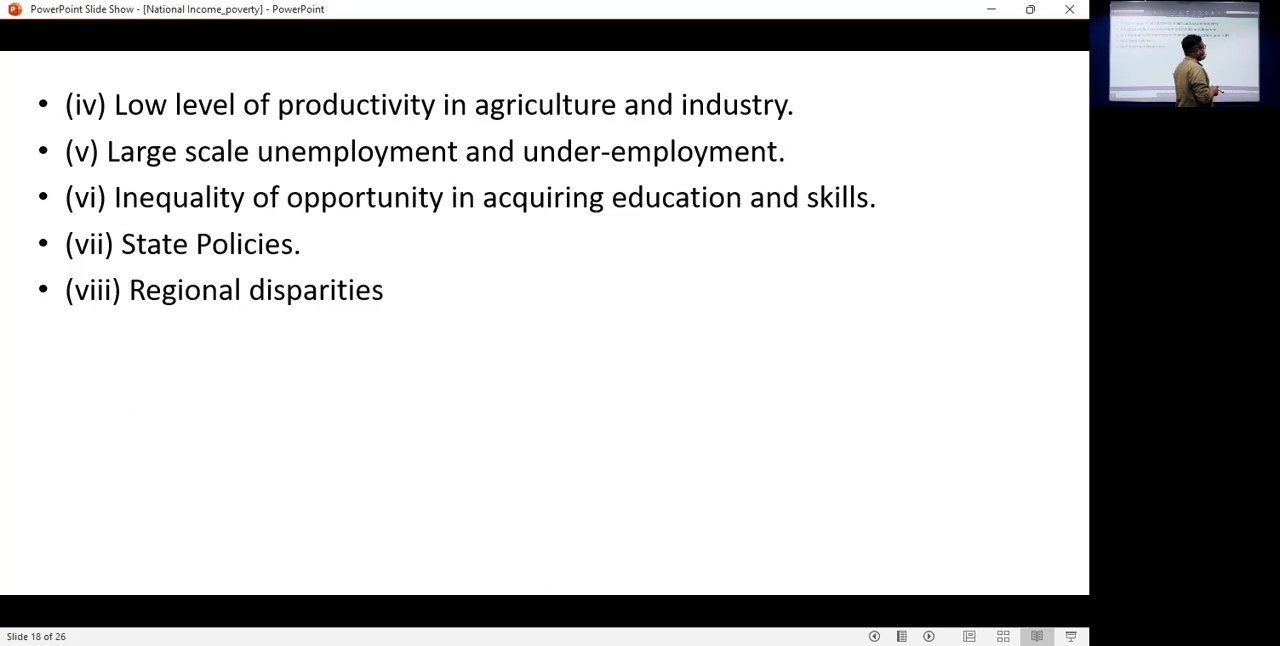 PowerPoint Slide Show - [National Income_poverty] - PowerPoint
• (iv) Low level of productivity in agriculture and industry.
• (v) Large scale unemployment and under-employment.
• (vi) Inequality of opportunity in acquiring education and skills.
• (vii) State Policies.
• (viii) Regional disparities
Slide 18 of 26